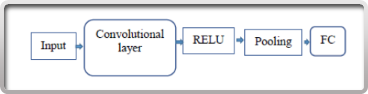 Input
Convolutional
layer
RELU
Pooling
FC